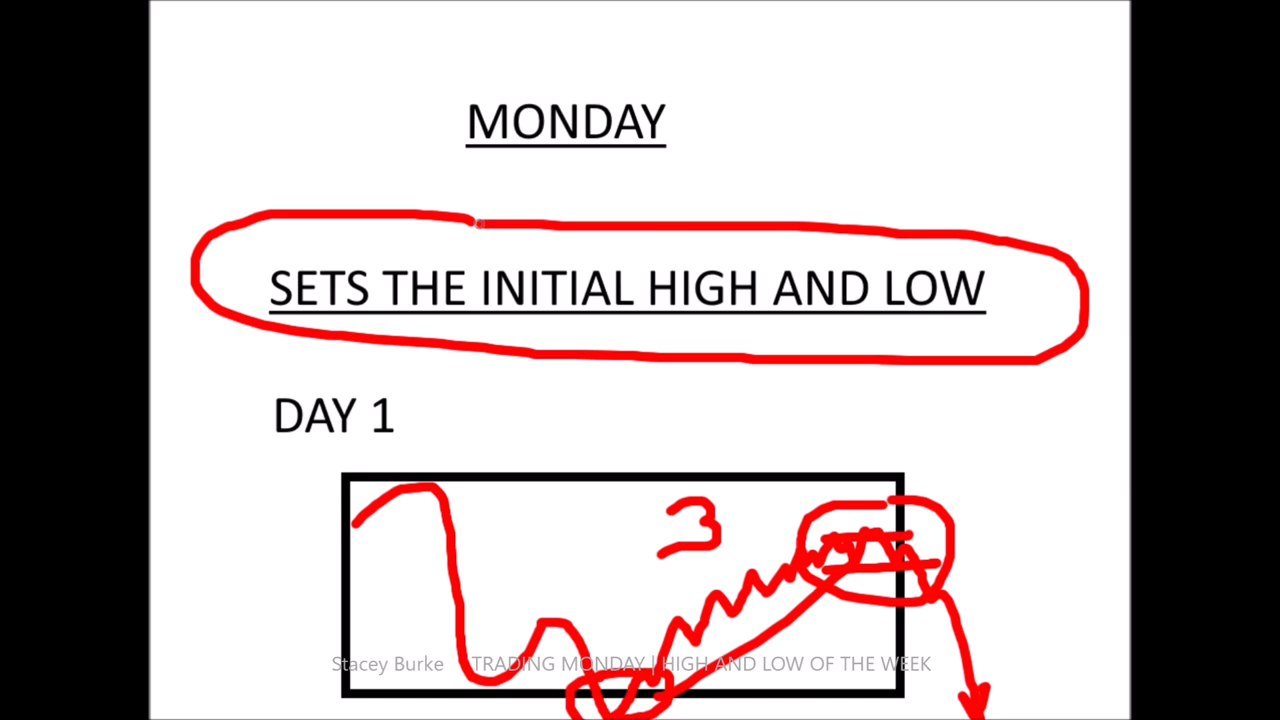 MONDAY
SETS THE INITIAL HIGH AND LOW
DAY 1
3
Stacey Burke TRADING MONDAY | HIGH AND LOW OF THE WEEK